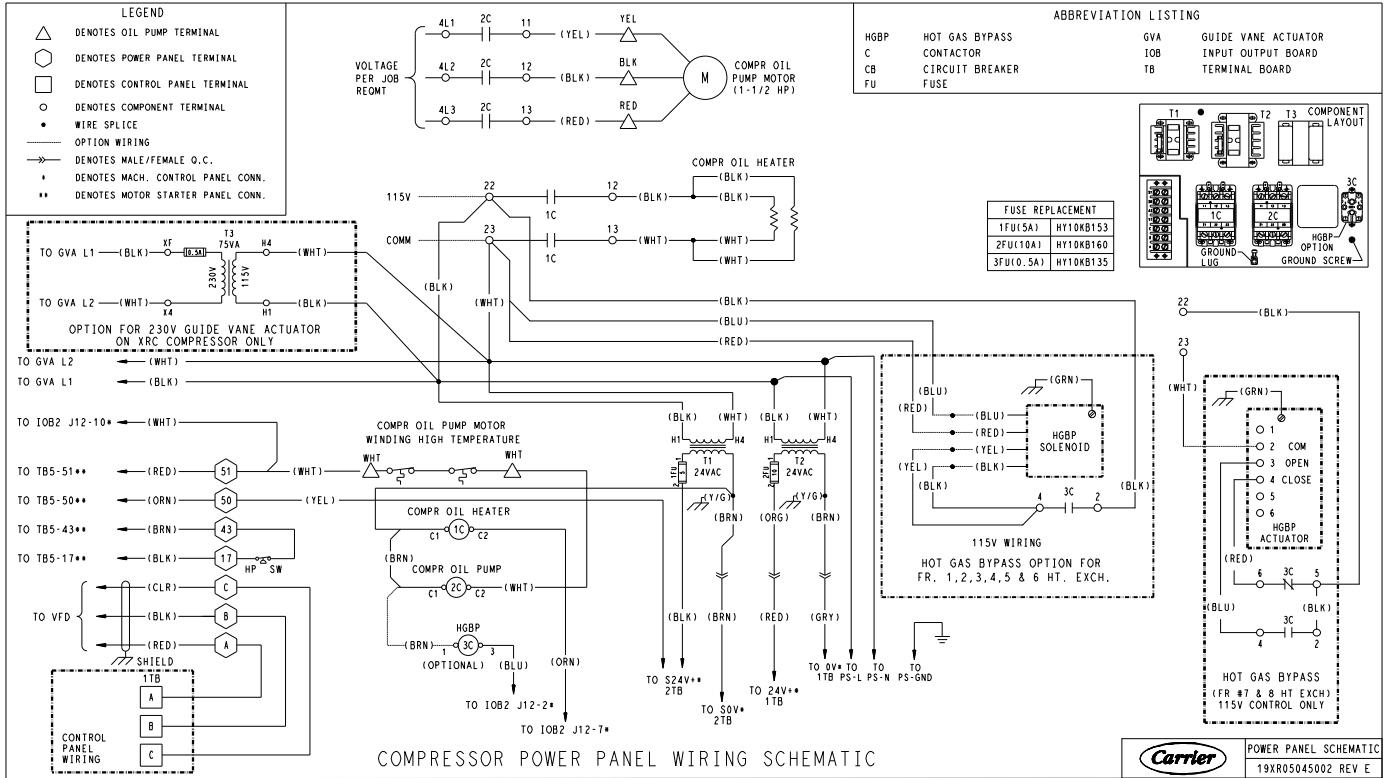 LEGEND
DENOTES OIL PUMP TERMINAL
DENOTES POWER PANEL TERMINAL
DENOTES CONTROL PANEL TERMINAL
DENOTES COMPONENT TERMINAL
WIRE SPLICE
OPTION WIRING
DENOTES MALE/FEMALE Q.C.
* DENOTES MACH. CONTROL PANEL CONN.
** DENOTES MOTOR STARTER PANEL CONN.
VOLTAGE
PER JOB
REQMT
4L1 2C 11 (YEL) YEL
4L2 2C 12 (BLK) BLK
4L3 2C 13 (RED) RED
M
COMPR OIL
PUMP MOTOR
(1-1/2 HP)
ABBREVIATION LISTING
HGBP HOT GAS BYPASS GVA GUIDE VANE ACTUATOR
C CONTACTOR IOB INPUT OUTPUT BOARD
CB CIRCUIT BREAKER TB TERMINAL BOARD
FU FUSE
T1 T2 T3 COMPONENT
LAYOUT
1C 2C 3C
HGBP
OPTION
GROUND
LUG
GROUND SCREW
FUSE REPLACEMENT
1FU(5A) HY10KB153
2FU(10A) HY10KB160
3FU(0.5A) HY10KB135
COMPR OIL HEATER
115V 22 1C 12 (BLK) (BLK) (BLK)
COMM 23 1C 13 (WHT) (WHT) (WHT)
(BLK)
(WHT)
(BLK)
(BLU)
(RED)
T3
75VA
TO GVA L1 (BLK) XF 0.5A H4 (WHT)
230V 115V
TO GVA L2 (WHT) X4 H1 (BLK)
OPTION FOR 230V GUIDE VANE ACTUATOR
ON XRC COMPRESSOR ONLY
TO GVA L2 (WHT)
TO GVA L1 (BLK)
TO IOB2 J12-10* (WHT)
TO TB5-51** (RED) 51 (WHT)
TO TB5-50** (ORN) 50 (YEL)
TO TB5-43** (BRN) 43
TO TB5-17** (BLK) 17 HP SW
COMPR OIL PUMP MOTOR
WINDING HIGH TEMPERATURE
WHT WHT
TO VFD
(CLR) C
(BLK) B
(RED) A
SHIELD
1TB
A
B
C
CONTROL
PANEL
WIRING
COMPR OIL HEATER
C1 1C C2
(BRN)
COMPR OIL PUMP
C1 2C C2 (WHT)
HGBP
(BRN) 1 3C 3
(OPTIONAL) (BLU)
(ORN)
TO IOB2 J12-2*
TO IOB2 J12-7*
(BLK) (WHT) (BLK) (WHT)
H1 H4 H1 H4
1FU 5 T1
24VAC
2FU 10 T2
24VAC
(Y/G) (Y/G)
(BRN) (ORG) (BRN)
(BLK) (BRN) (RED) (GRY)
TO S24V+*
2TB
TO S0V*
2TB
TO 24V+*
1TB
TO 0V*
1TB
TO
PS-L
TO
PS-N
TO
PS-GND
(BLU)
(RED)
(GRN)
(BLU)
(RED)
(YEL)
(BLK)
HGBP
SOLENOID
(YEL)
(BLK)
4 3C 2
(BLK)
115V WIRING
HOT GAS BYPASS OPTION FOR
FR. 1,2,3,4,5 & 6 HT. EXCH.
22 (BLK)
23
(WHT)
(GRN)
1
2 COM
3 OPEN
4 CLOSE
5
6
HGBP
ACTUATOR
(RED)
6 3C 5
(BLU) (BLK)
4 3C 2
HOT GAS BYPASS
(FR #7 & 8 HT EXCH)
115V CONTROL ONLY
COMPRESSOR POWER PANEL WIRING SCHEMATIC
Carrier
POWER PANEL SCHEMATIC
19XR05045002 REV E